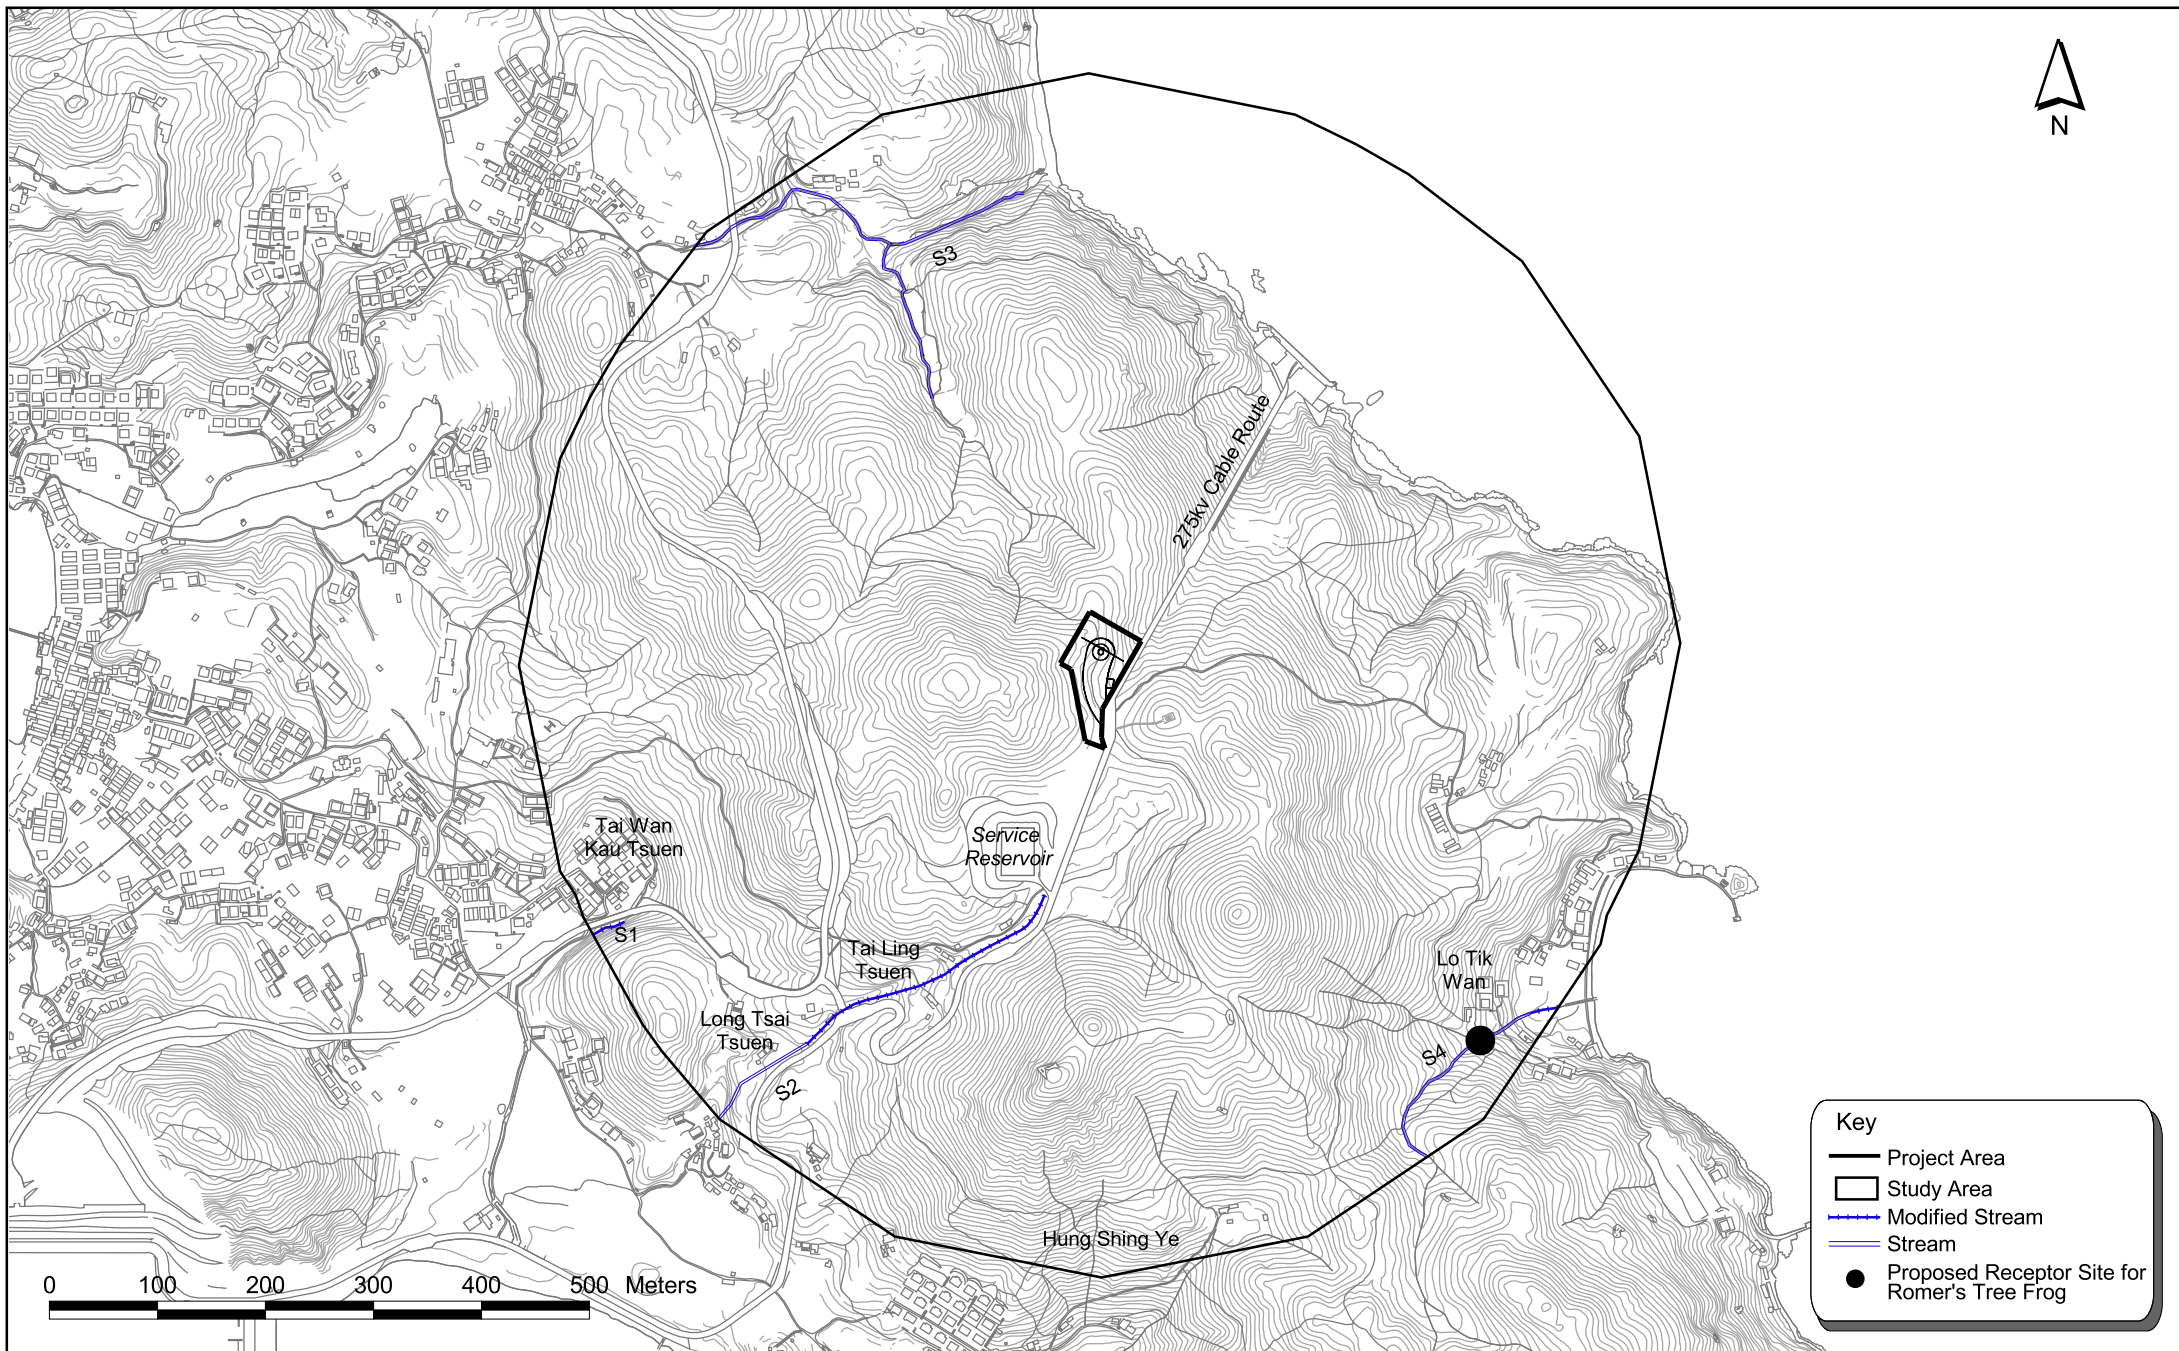 N
S3
275kv Cable Route
Tai Wan
Kau Tsuen
Service
Reservoir
S1
Tai Ling
Tsuen
Lo Tik
Wan
Long Tsai
Tsuen
S4
S2
Hung Shing Ye
Key
Project Area
Study Area
Modified Stream
Stream
Proposed Receptor Site for
Romer's Tree Frog
0 100 200 300 400 500 Meters